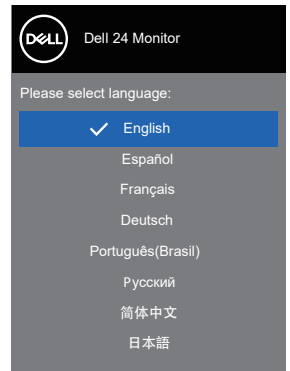 DELL
Dell 24 Monitor
Please select language:
English
Español
Français
Deutsch
Português(Brasil)
Русский
简体中文
日本語